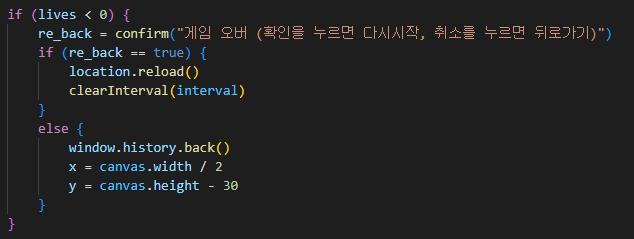 if (lives < 0) {
re_back = confirm("게임 오버 (확인을 누르면 다시시작, 취소를 누르면 뒤로가기)")
if (re_back == true) {
location.reload()
clearInterval(interval)
}
else {
window.history.back()
x = canvas.width / 2
y = canvas.height - 30
}
}